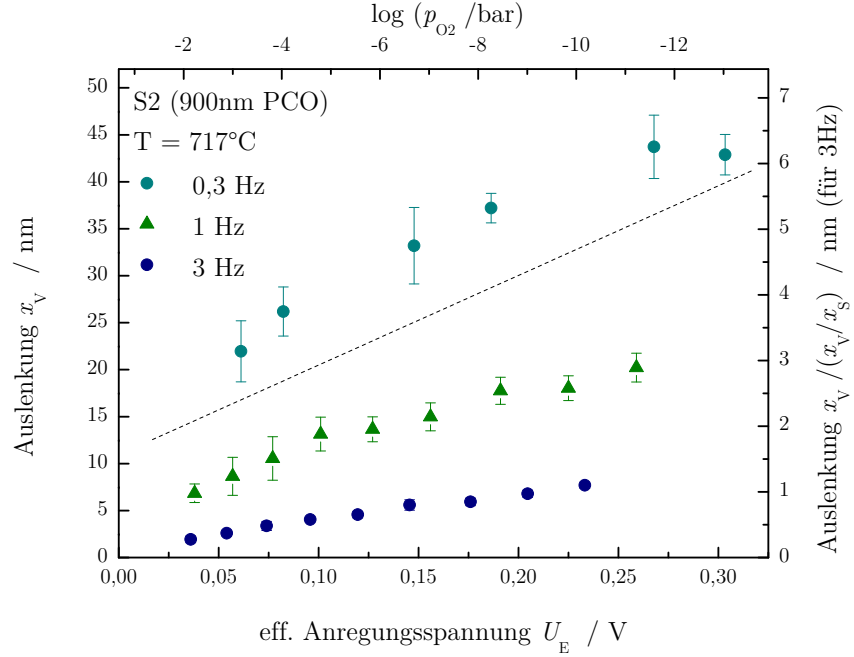 log (p_O2 /bar)
-2 -4 -6 -8 -10 -12
S2 (900nm PCO)
T = 717°C
0,3 Hz
1 Hz
3 Hz
50
45
40
35
30
25
20
15
10
5
0
Auslenkung x_V / nm
7
6
5
4
3
2
1
0
Auslenkung x_V /(x_V/x_S) / nm (für 3Hz)
0,00 0,05 0,10 0,15 0,20 0,25 0,30
eff. Anregungsspannung U_E / V